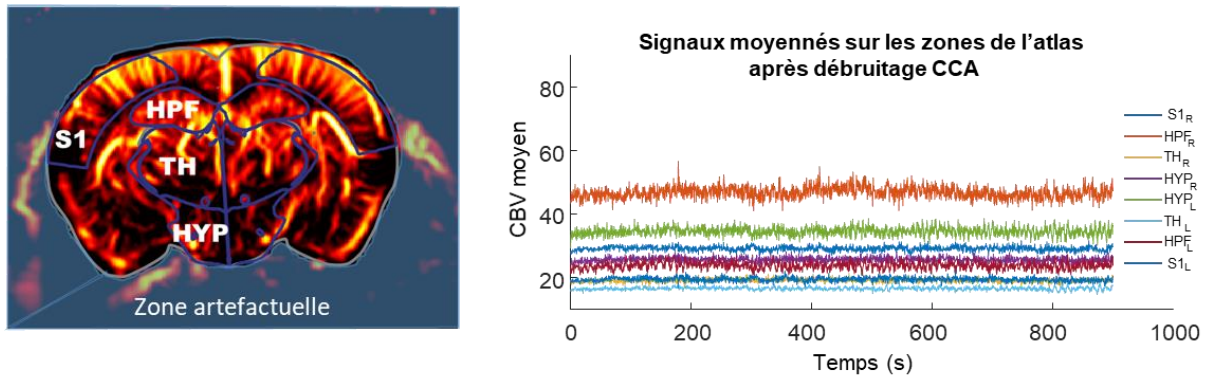 HPF
S1
TH
HYP
Zone artefactuelle
Signaux moyennés sur les zones de l'atlas
après débruitage CCA
CBV moyen
80
60
40
20
0
200
400
600
800
1000
Temps (s)
S1R
HPFR
THR
HYPR
HYPL
THL
HPFL
S1L